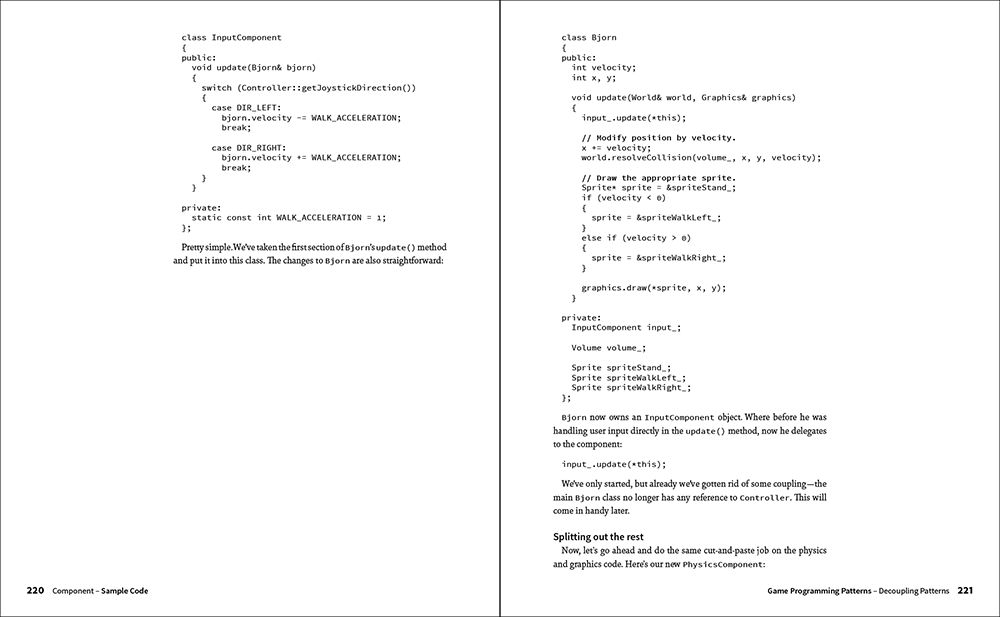 class InputComponent
{
public:
  void update(Bjorn& bjorn)
  {
    switch (Controller::getJoystickDirection())
    {
      case DIR_LEFT:
        bjorn.velocity -= WALK_ACCELERATION;
        break;

      case DIR_RIGHT:
        bjorn.velocity += WALK_ACCELERATION;
        break;
    }
  }

private:
  static const int WALK_ACCELERATION = 1;
};
Pretty simple. We've taken the first section of Bjorn's update() method
and put it into this class. The changes to Bjorn are also straightforward:
220 Component – Sample Code
class Bjorn
{
public:
  int velocity;
  int x, y;

  void update(World& world, Graphics& graphics)
  {
    input_.update(*this);

    // Modify position by velocity.
    x += velocity;
    world.resolveCollision(volume_, x, y, velocity);

    // Draw the appropriate sprite.
    Sprite* sprite = &spriteStand_;
    if (velocity < 0)
    {
      sprite = &spriteWalkLeft_;
    }
    else if (velocity > 0)
    {
      sprite = &spriteWalkRight_;
    }

    graphics.draw(*sprite, x, y);
  }

private:
  InputComponent input_;

  Volume volume_;

  Sprite spriteStand_;
  Sprite spriteWalkLeft_;
  Sprite spriteWalkRight_;
};
Bjorn now owns an InputComponent object. Where before he was
handling user input directly in the update() method, now he delegates
to the component:
input_.update(*this);
We've only started, but already we've gotten rid of some coupling—the
main Bjorn class no longer has any reference to Controller. This will
come in handy later.
Splitting out the rest
Now, let's go ahead and do the same cut-and-paste job on the physics
and graphics code. Here's our new PhysicsComponent:
Game Programming Patterns – Decoupling Patterns 221